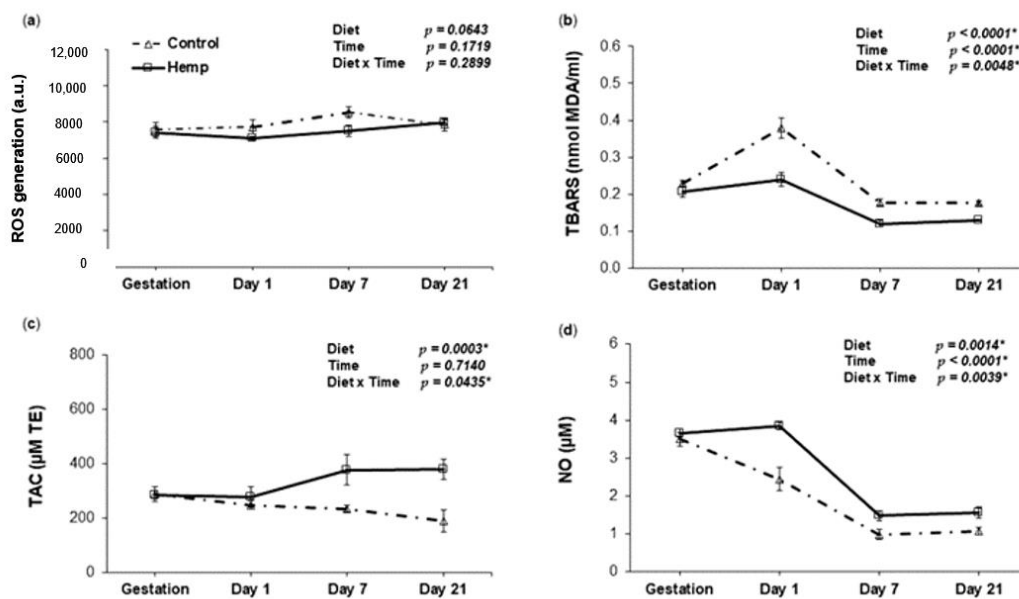 (a)
Diet p = 0.0643
Time p = 0.1719
Diet x Time p = 0.2899
Control
Hemp
ROS generation (a.u.)
12,000
10,000
8000
6000
4000
2000
0
Gestation Day 1 Day 7 Day 21
(b)
Diet p < 0.0001*
Time p < 0.0001*
Diet x Time p = 0.0048*
TBARS (nmol MDA/ml)
0.6
0.5
0.4
0.3
0.2
0.1
0.0
Gestation Day 1 Day 7 Day 21
(c)
Diet p = 0.0003*
Time p = 0.7140
Diet x Time p = 0.0435*
TAC (µM TE)
800
600
400
200
0
Gestation Day 1 Day 7 Day 21
(d)
Diet p = 0.0014*
Time p < 0.0001*
Diet x Time p = 0.0039*
NO (µM)
6
5
4
3
2
1
0
Gestation Day 1 Day 7 Day 21